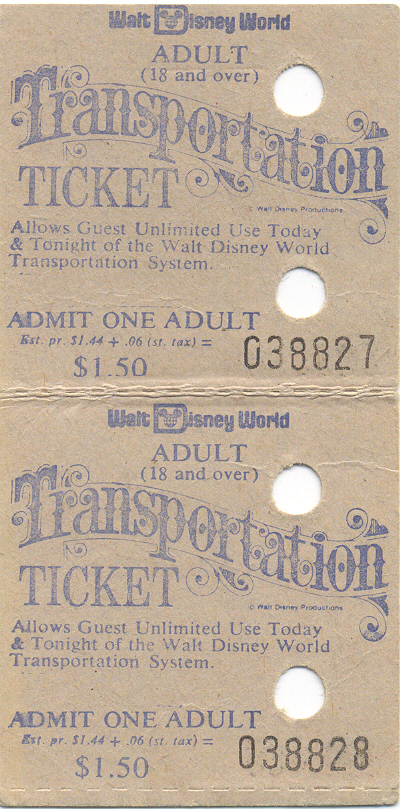 Walt Disney World
ADULT
(18 and over)
Transportation
TICKET
© Walt Disney Productions
Allows Guest Unlimited Use Today
& Tonight of the Walt Disney World
Transportation System.
ADMIT ONE ADULT
Est. pr. $1.44 + .06 (st. tax) =
$1.50
038827
Walt Disney World
ADULT
(18 and over)
Transportation
TICKET
© Walt Disney Productions
Allows Guest Unlimited Use Today
& Tonight of the Walt Disney World
Transportation System.
ADMIT ONE ADULT
Est. pr. $1.44 + .06 (st. tax) =
$1.50
038828